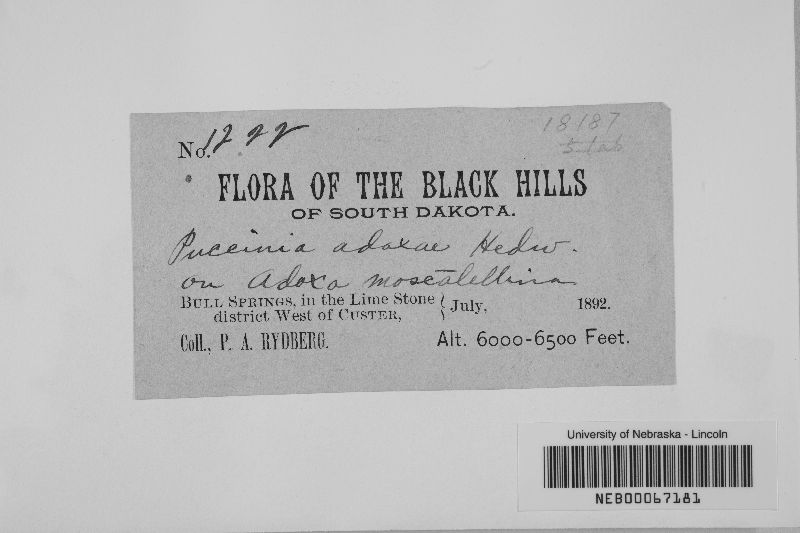 No. 1222
18187
FLORA OF THE BLACK HILLS
OF SOUTH DAKOTA.
Puccinia adoxae Hedw.
on Adoxa moscatellina
BULL SPRINGS, in the Lime Stone
district West of CUSTER,
July, 1892.
Coll., P. A. RYDBERG.
Alt. 6000-6500 Feet.
University of Nebraska - Lincoln
NEB00067181